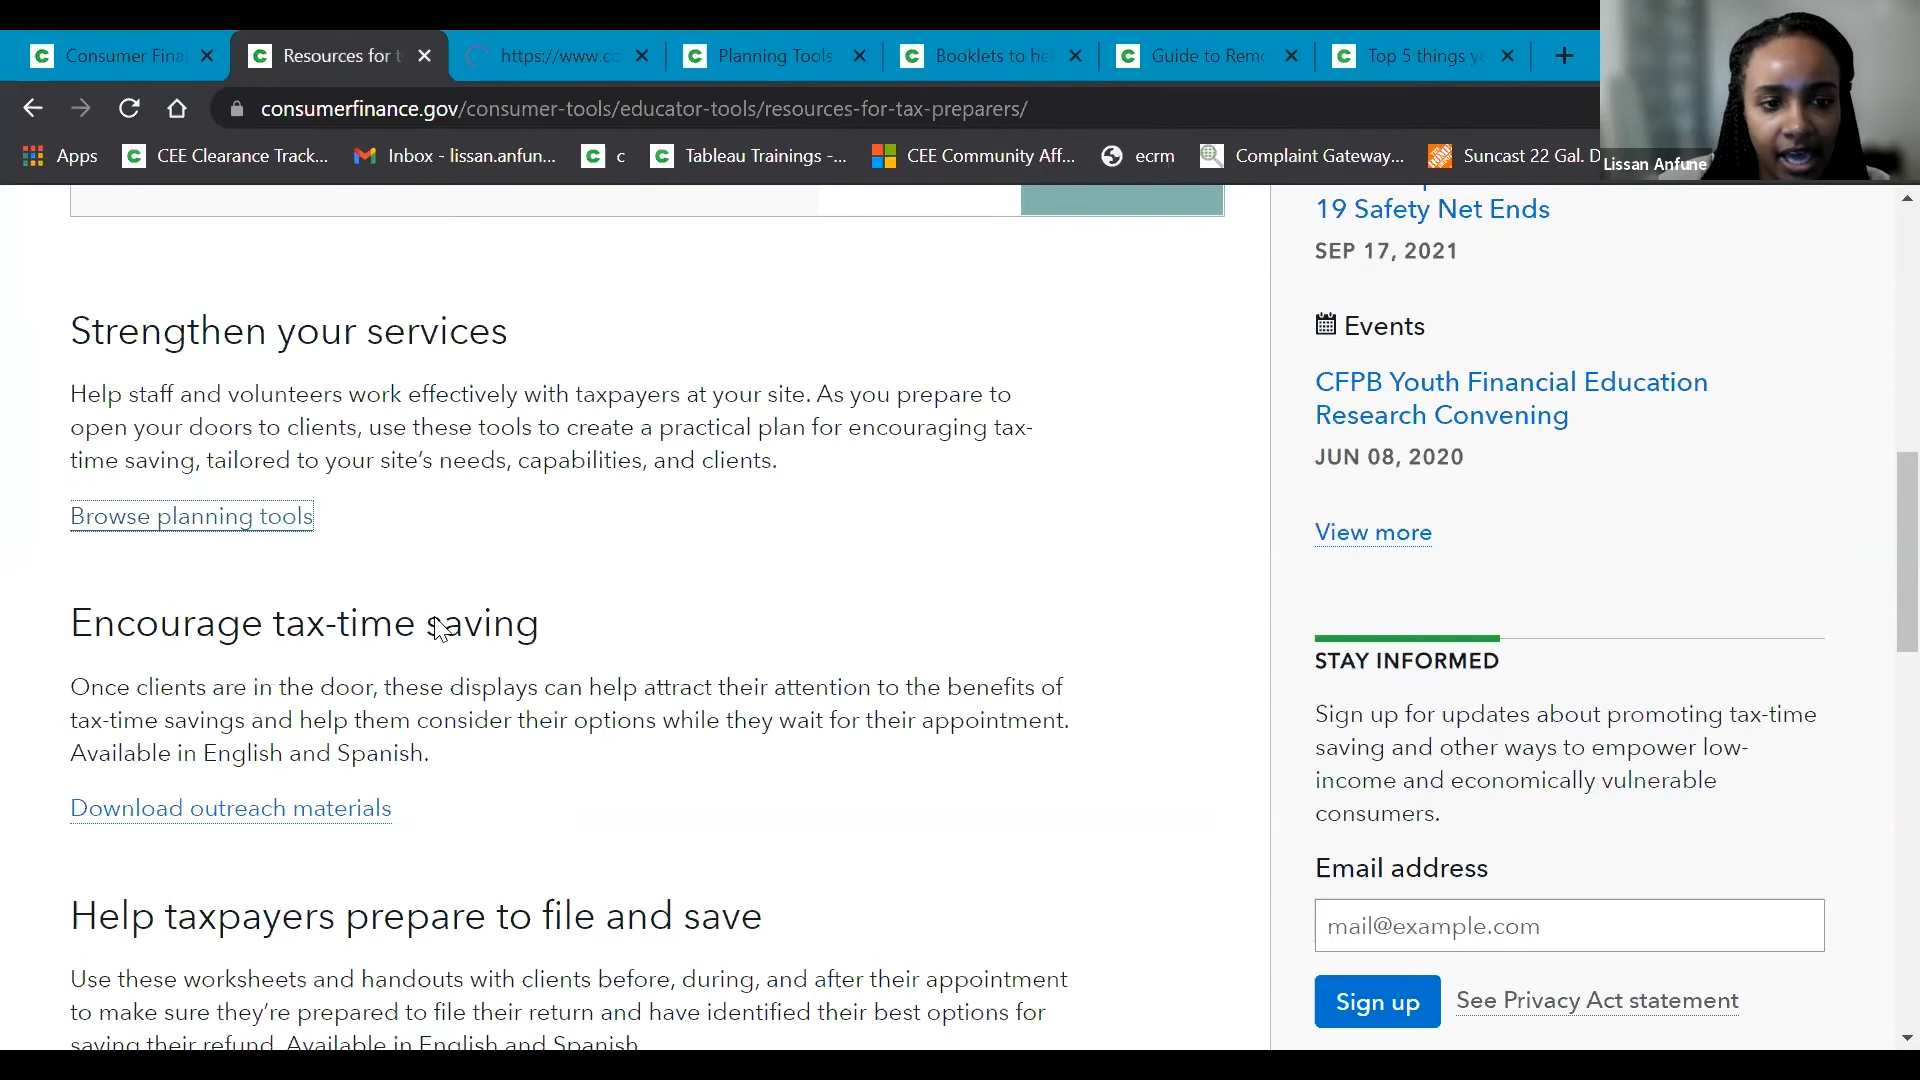 Consumer Fina
Resources for t
https://www.cc
Planning Tools
Booklets to he
Guide to Remo
Top 5 things yo
consumerfinance.gov/consumer-tools/educator-tools/resources-for-tax-preparers/
Apps
CEE Clearance Track...
Inbox - lissan.anfun...
c
Tableau Trainings -...
CEE Community Aff...
ecrm
Complaint Gateway...
Suncast 22 Gal. D
Lissan Anfune
Strengthen your services
Help staff and volunteers work effectively with taxpayers at your site. As you prepare to
open your doors to clients, use these tools to create a practical plan for encouraging tax-
time saving, tailored to your site's needs, capabilities, and clients.
Browse planning tools
Encourage tax-time saving
Once clients are in the door, these displays can help attract their attention to the benefits of
tax-time savings and help them consider their options while they wait for their appointment.
Available in English and Spanish.
Download outreach materials
Help taxpayers prepare to file and save
Use these worksheets and handouts with clients before, during, and after their appointment
to make sure they're prepared to file their return and have identified their best options for
saving their refund. Available in English and Spanish.
19 Safety Net Ends
SEP 17, 2021
Events
CFPB Youth Financial Education
Research Convening
JUN 08, 2020
View more
STAY INFORMED
Sign up for updates about promoting tax-time
saving and other ways to empower low-
income and economically vulnerable
consumers.
Email address
mail@example.com
Sign up
See Privacy Act statement